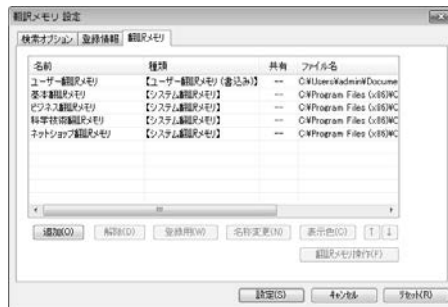 翻訳メモリ 設定
検索オプション 登録情報 翻訳メモリ
名前 種類 共有 ファイル名
ユーザー翻訳メモリ 【ユーザー翻訳メモリ(書込み)】 -- C:¥Users¥admin¥Docume
基本翻訳メモリ 【システム翻訳メモリ】 -- C:¥Program Files (x86)¥C
ビジネス翻訳メモリ 【システム翻訳メモリ】 -- C:¥Program Files (x86)¥C
科学技術翻訳メモリ 【システム翻訳メモリ】 -- C:¥Program Files (x86)¥C
ネットショップ翻訳メモリ 【システム翻訳メモリ】 -- C:¥Program Files (x86)¥C
追加(O) 解除(D) 登録用(W) 名称変更(N) 表示色(C) ↑ ↓
翻訳メモリ操作(F)
設定(S) キャンセル リセット(R)